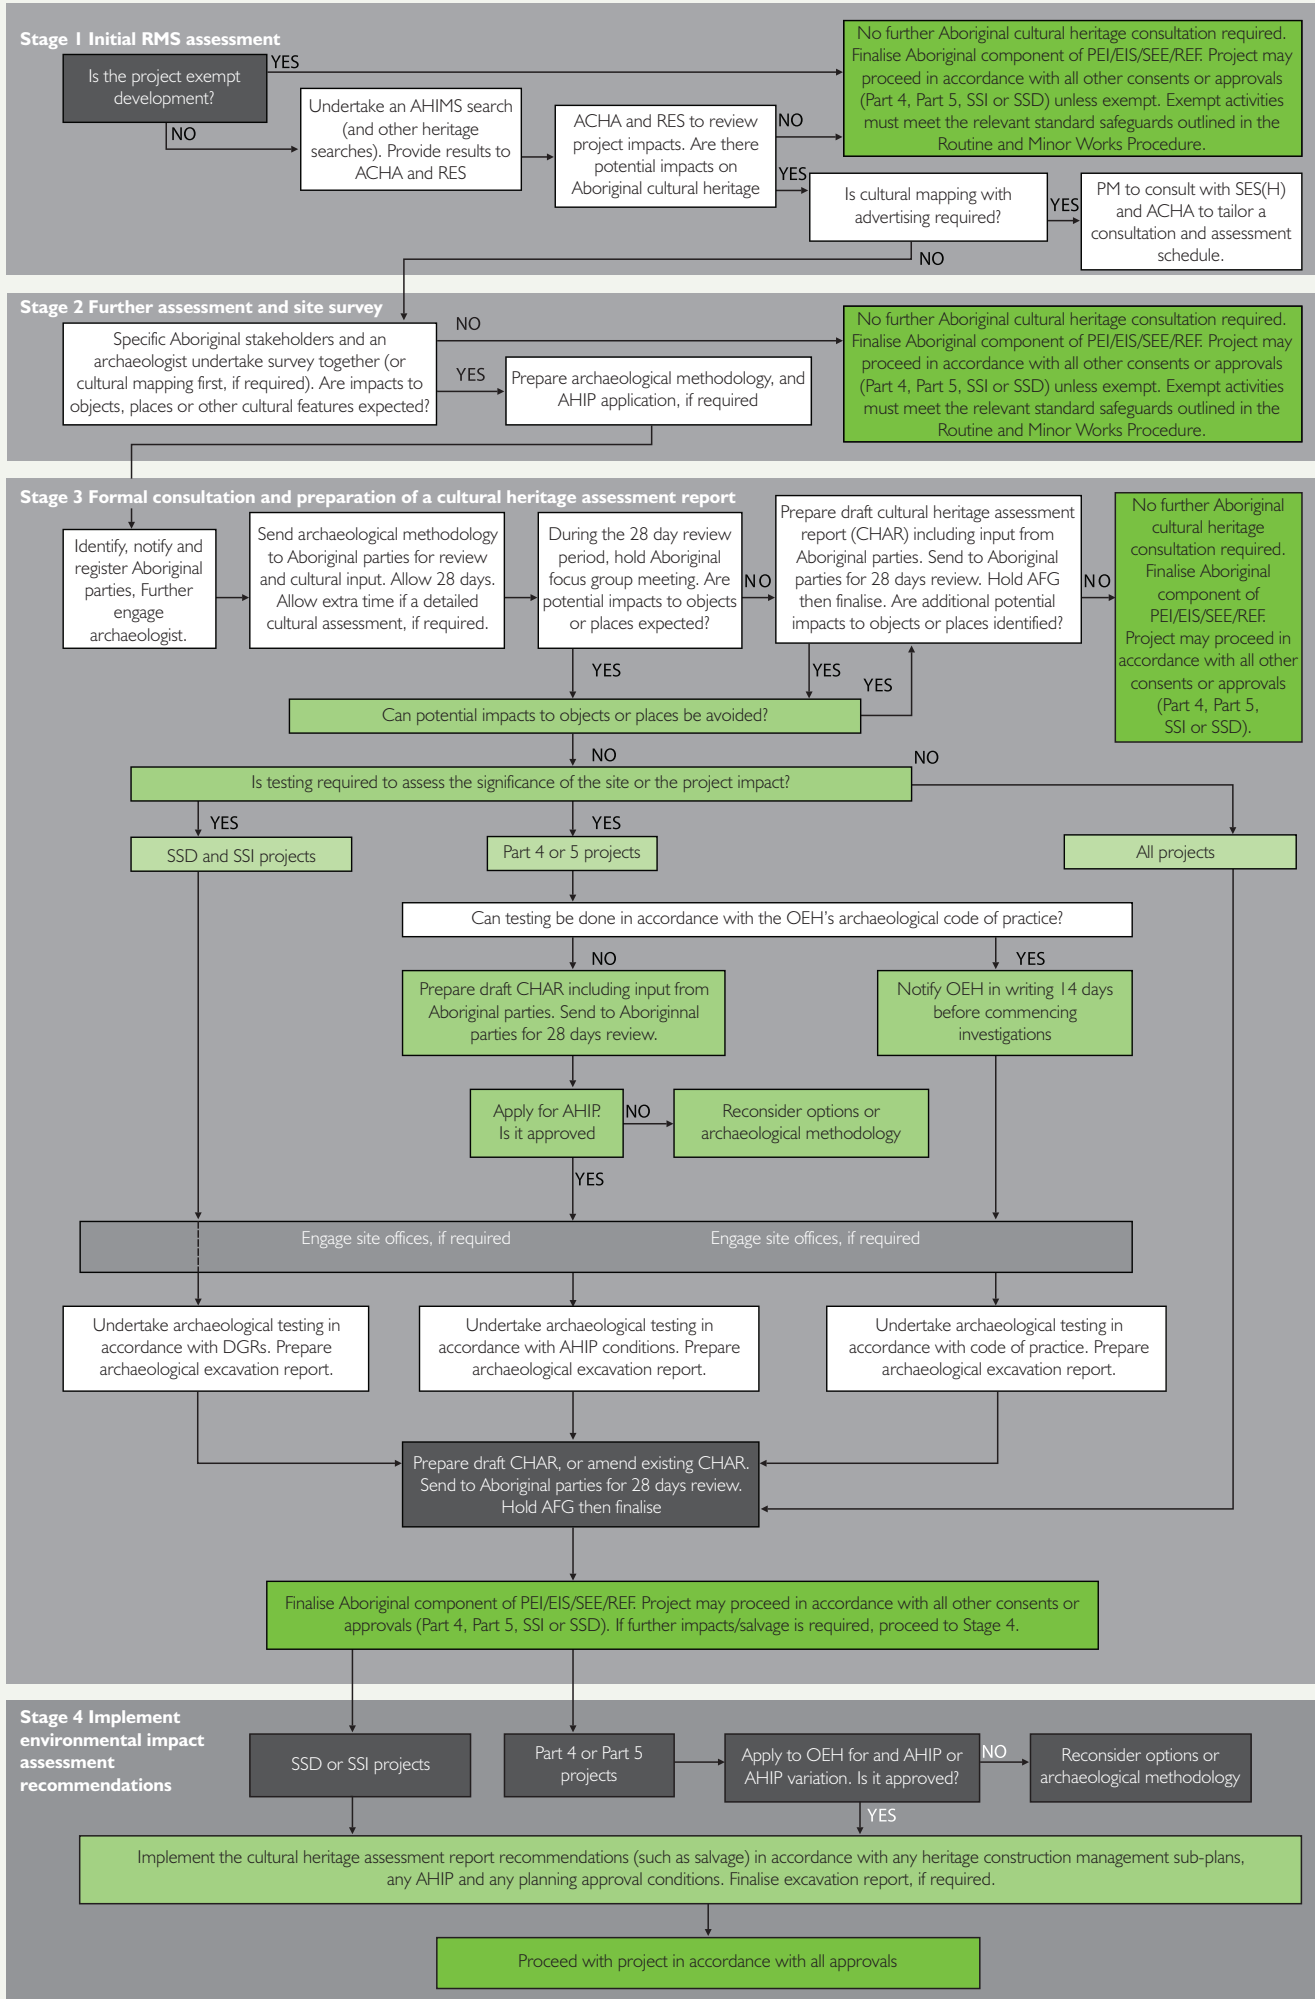 Stage 1 Initial RMS assessment
Is the project exempt
development?
YES
NO
Undertake an AHIMS search
(and other heritage
searches). Provide results to
ACHA and RES
ACHA and RES to review
project impacts. Are there
potential impacts on
Aboriginal cultural heritage
NO
YES
No further Aboriginal cultural heritage consultation required.
Finalise Aboriginal component of PEI/EIS/SEE/REF. Project may
proceed in accordance with all other consents or approvals
(Part 4, Part 5, SSI or SSD) unless exempt. Exempt activities
must meet the relevant standard safeguards outlined in the
Routine and Minor Works Procedure.
Is cultural mapping with
advertising required?
YES
NO
PM to consult with SES(H)
and ACHA to tailor a
consultation and assessment
schedule.
Stage 2 Further assessment and site survey
Specific Aboriginal stakeholders and an
archaeologist undertake survey together (or
cultural mapping first, if required). Are impacts to
objects, places or other cultural features expected?
NO
YES
Prepare archaeological methodology, and
AHIP application, if required
No further Aboriginal cultural heritage consultation required.
Finalise Aboriginal component of PEI/EIS/SEE/REF. Project may
proceed in accordance with all other consents or approvals
(Part 4, Part 5, SSI or SSD) unless exempt. Exempt activities
must meet the relevant standard safeguards outlined in the
Routine and Minor Works Procedure.
Stage 3 Formal consultation and preparation of a cultural heritage assessment report
Identify, notify and
register Aboriginal
parties, Further
engage
archaeologist.
Send archaeological methodology
to Aboriginal parties for review
and cultural input. Allow 28 days.
Allow extra time if a detailed
cultural assessment, if required.
During the 28 day review
period, hold Aboriginal
focus group meeting. Are
potential impacts to objects
or places expected?
NO
YES
Prepare draft cultural heritage assessment
report (CHAR) including input from
Aboriginal parties. Send to Aboriginal
parties for 28 days review. Hold AFG
then finalise. Are additional potential
impacts to objects or places identified?
NO
YES
YES
No further Aboriginal
cultural heritage
consultation required.
Finalise Aboriginal
component of
PEI/EIS/SEE/REF.
Project may proceed in
accordance with all other
consents or approvals
(Part 4, Part 5,
SSI or SSD).
Can potential impacts to objects or places be avoided?
NO
Is testing required to assess the significance of the site or the project impact?
NO
YES
YES
SSD and SSI projects
Part 4 or 5 projects
All projects
Can testing be done in accordance with the OEH's archaeological code of practice?
NO
YES
Prepare draft CHAR including input from
Aboriginal parties. Send to Aboriginnal
parties for 28 days review.
Notify OEH in writing 14 days
before commencing
investigations
Apply for AHIP.
Is it approved
NO
Reconsider options or
archaeological methodology
YES
Engage site offices, if required
Engage site offices, if required
Undertake archaeological testing in
accordance with DGRs. Prepare
archaeological excavation report.
Undertake archaeological testing in
accordance with AHIP conditions. Prepare
archaeological excavation report.
Undertake archaeological testing in
accordance with code of practice. Prepare
archaeological excavation report.
Prepare draft CHAR, or amend existing CHAR.
Send to Aboriginal parties for 28 days review.
Hold AFG then finalise
Finalise Aboriginal component of PEI/EIS/SEE/REF. Project may proceed in accordance with all other consents or
approvals (Part 4, Part 5, SSI or SSD). If further impacts/salvage is required, proceed to Stage 4.
Stage 4 Implement
environmental impact
assessment
recommendations
SSD or SSI projects
Part 4 or Part 5
projects
Apply to OEH for and AHIP or
AHIP variation. Is it approved?
NO
Reconsider options or
archaeological methodology
YES
Implement the cultural heritage assessment report recommendations (such as salvage) in accordance with any heritage construction management sub-plans,
any AHIP and any planning approval conditions. Finalise excavation report, if required.
Proceed with project in accordance with all approvals